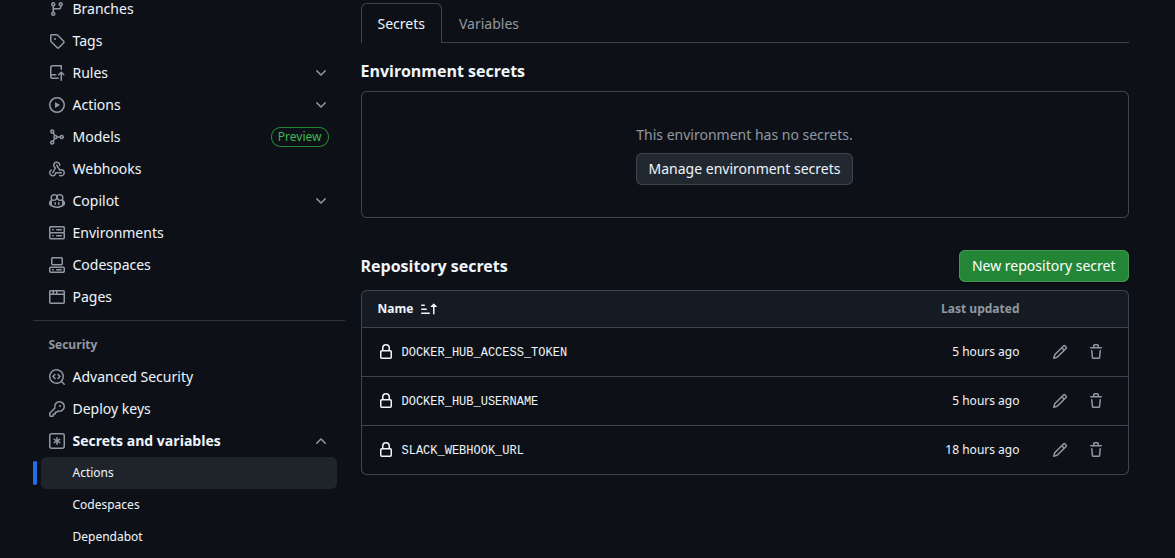 Branches
Tags
Rules
Actions
Models Preview
Webhooks
Copilot
Environments
Codespaces
Pages
Security
Advanced Security
Deploy keys
Secrets and variables
Actions
Codespaces
Dependabot
Secrets Variables
Environment secrets
This environment has no secrets.
Manage environment secrets
Repository secrets New repository secret
Name Last updated
DOCKER_HUB_ACCESS_TOKEN 5 hours ago
DOCKER_HUB_USERNAME 5 hours ago
SLACK_WEBHOOK_URL 18 hours ago